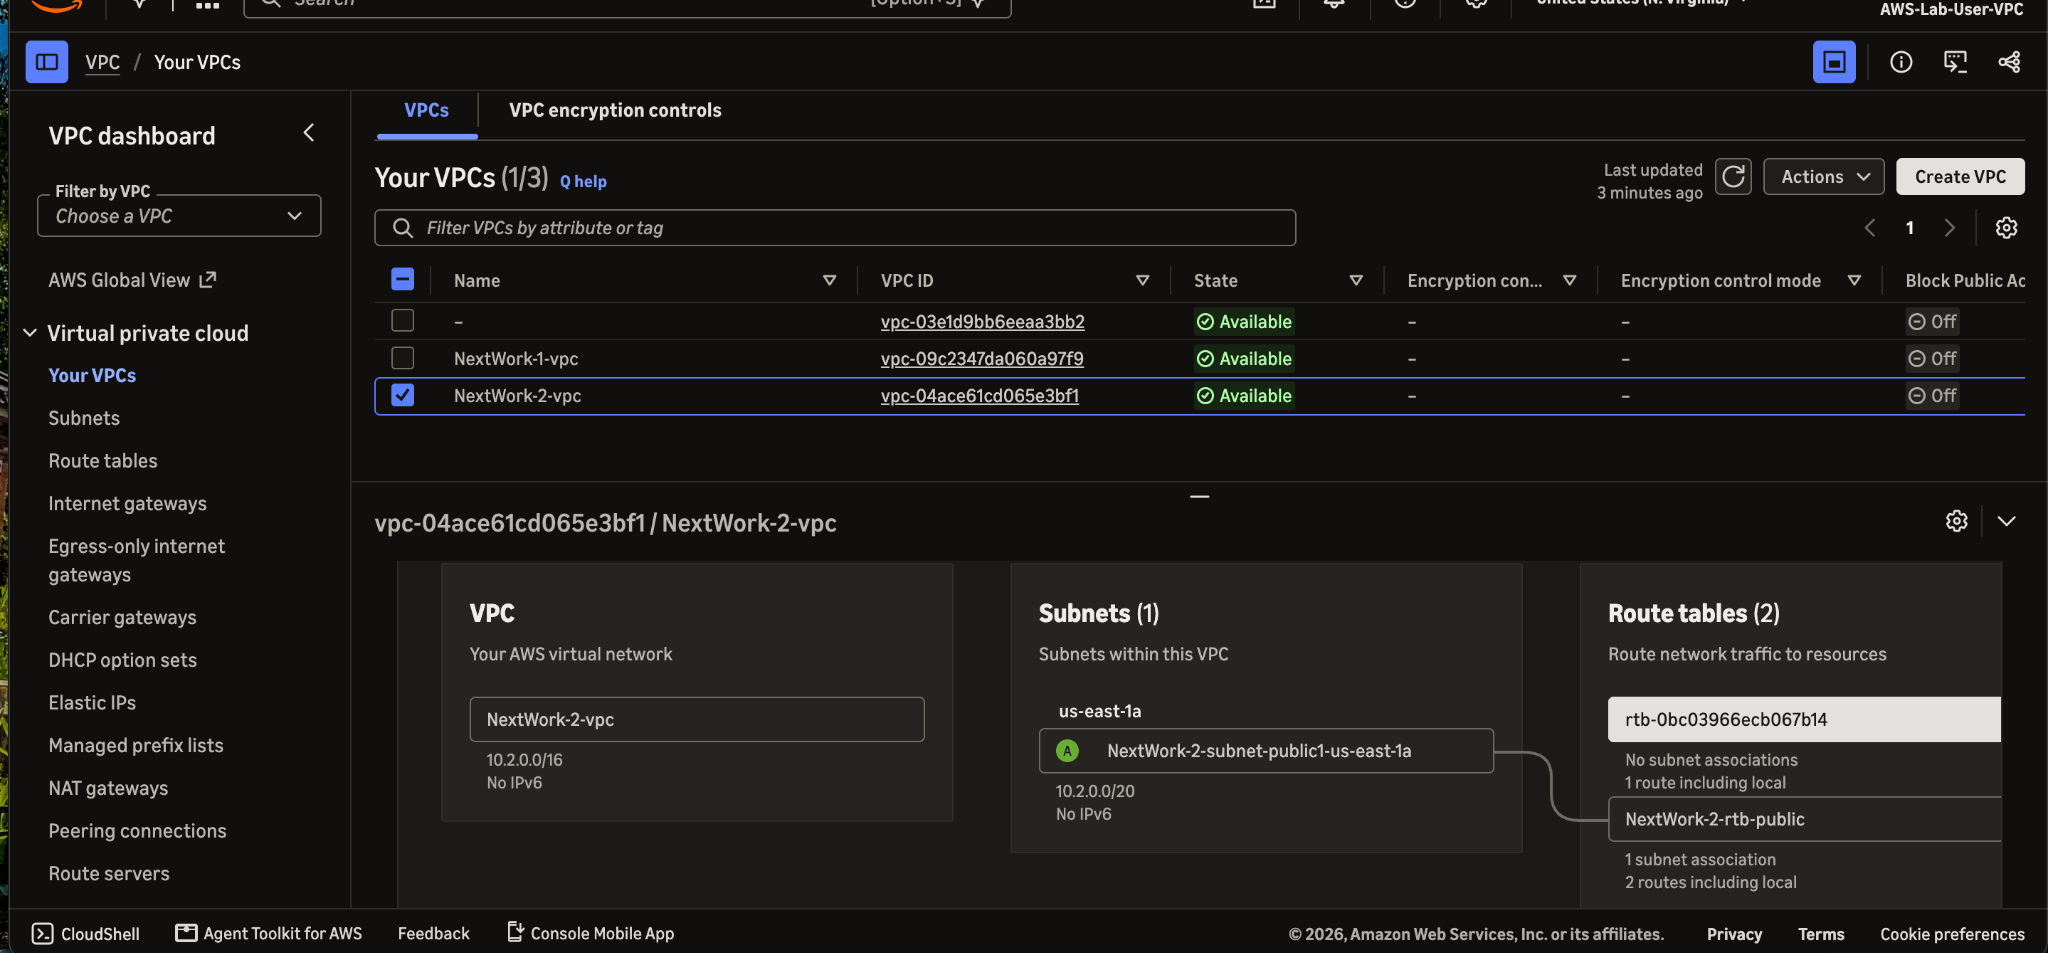 Search
[Option+S]
United States (N. Virginia)
AWS-Lab-User-VPC
VPC / Your VPCs
VPC dashboard
Filter by VPC
Choose a VPC
AWS Global View
Virtual private cloud
Your VPCs
Subnets
Route tables
Internet gateways
Egress-only internet
gateways
Carrier gateways
DHCP option sets
Elastic IPs
Managed prefix lists
NAT gateways
Peering connections
Route servers
VPCs
VPC encryption controls
Your VPCs (1/3) Q help
Last updated
3 minutes ago
Actions
Create VPC
Filter VPCs by attribute or tag
1
Name VPC ID State Encryption con... Encryption control mode Block Public Ac
– vpc-03e1d9bb6eeaa3bb2 Available – – Off
NextWork-1-vpc vpc-09c2347da060a97f9 Available – – Off
NextWork-2-vpc vpc-04ace61cd065e3bf1 Available – – Off
vpc-04ace61cd065e3bf1 / NextWork-2-vpc
VPC
Your AWS virtual network
NextWork-2-vpc
10.2.0.0/16
No IPv6
Subnets (1)
Subnets within this VPC
us-east-1a
A NextWork-2-subnet-public1-us-east-1a
10.2.0.0/20
No IPv6
Route tables (2)
Route network traffic to resources
rtb-0bc03966ecb067b14
No subnet associations
1 route including local
NextWork-2-rtb-public
1 subnet association
2 routes including local
CloudShell
Agent Toolkit for AWS
Feedback
Console Mobile App
© 2026, Amazon Web Services, Inc. or its affiliates.
Privacy
Terms
Cookie preferences